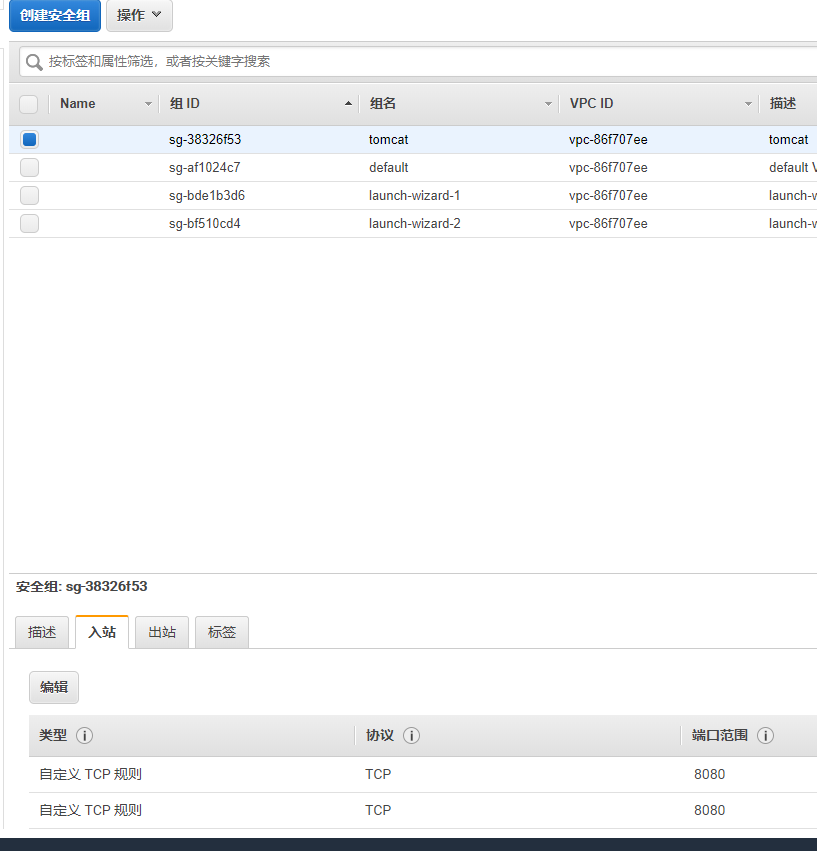 创建安全组 操作
按标签和属性筛选，或者按关键字搜索
Name 组 ID 组名 VPC ID 描述
sg-38326f53 tomcat vpc-86f707ee tomcat
sg-af1024c7 default vpc-86f707ee default V
sg-bde1b3d6 launch-wizard-1 vpc-86f707ee launch-w
sg-bf510cd4 launch-wizard-2 vpc-86f707ee launch-w
安全组: sg-38326f53
描述 入站 出站 标签
编辑
类型 i 协议 i 端口范围 i
自定义 TCP 规则 TCP 8080
自定义 TCP 规则 TCP 8080